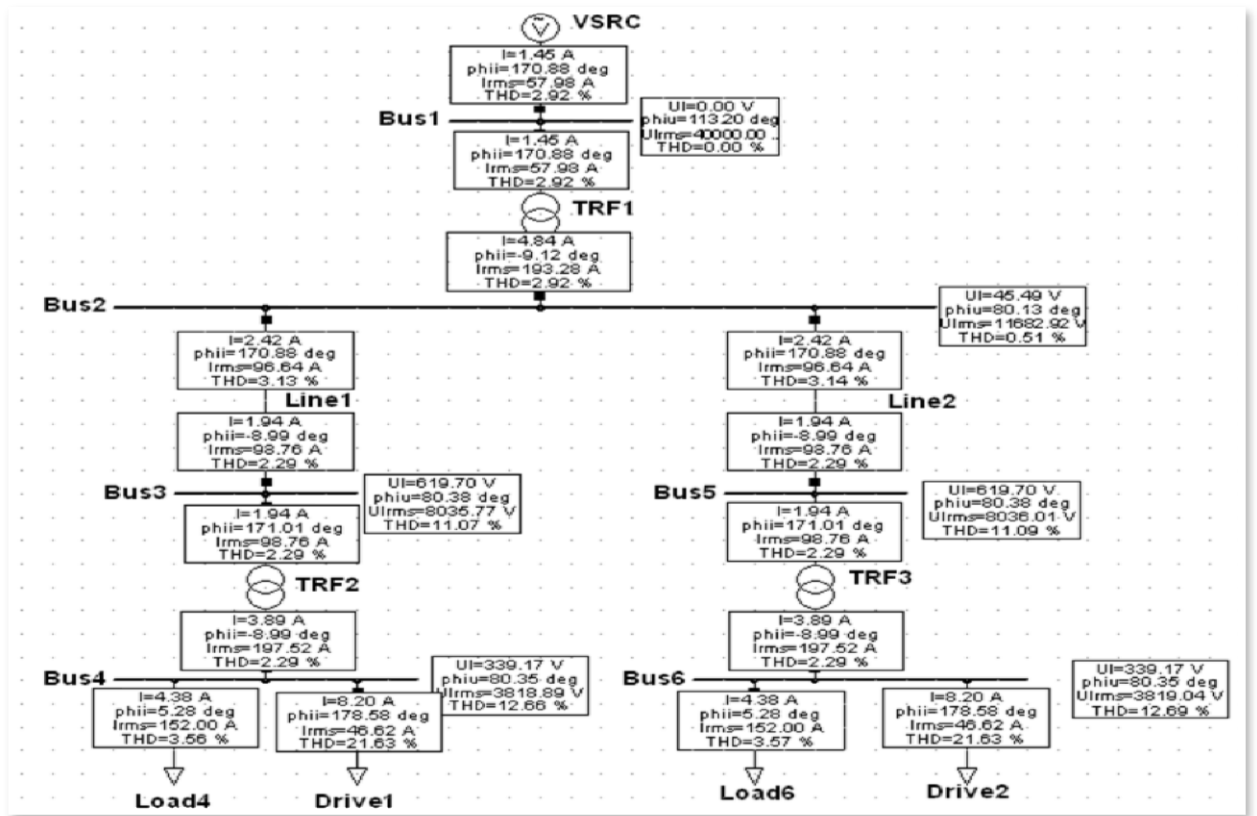 VSRC
I=1.45 A
phii=170.88 deg
Irms=57.98 A
THD=2.92 %
Bus1
UI=0.00 V
phiu=113.20 deg
UIrms=40000.00 ..
THD=0.00 %
I=1.45 A
phii=170.88 deg
Irms=57.98 A
THD=2.92 %
TRF1
I=4.84 A
phii=-9.12 deg
Irms=193.28 A
THD=2.92 %
Bus2
UI=45.49 V
phiu=80.13 deg
UIrms=11682.92 V
THD=0.51 %
I=2.42 A
phii=170.88 deg
Irms=96.64 A
THD=3.13 %
I=2.42 A
phii=170.88 deg
Irms=96.64 A
THD=3.14 %
Line1
Line2
I=1.94 A
phii=-8.99 deg
Irms=98.76 A
THD=2.29 %
I=1.94 A
phii=-8.99 deg
Irms=98.76 A
THD=2.29 %
Bus3
UI=619.70 V
phiu=80.38 deg
UIrms=8035.77 V
THD=11.07 %
Bus5
UI=619.70 V
phiu=80.38 deg
UIrms=8036.01 V
THD=11.09 %
I=1.94 A
phii=171.01 deg
Irms=98.76 A
THD=2.29 %
I=1.94 A
phii=171.01 deg
Irms=98.76 A
THD=2.29 %
TRF2
TRF3
I=3.89 A
phii=-8.99 deg
Irms=197.52 A
THD=2.29 %
I=3.89 A
phii=-8.99 deg
Irms=197.52 A
THD=2.29 %
Bus4
UI=339.17 V
phiu=80.35 deg
UIrms=3818.89 V
THD=12.66 %
Bus6
UI=339.17 V
phiu=80.35 deg
UIrms=3819.04 V
THD=12.69 %
I=4.38 A
phii=5.28 deg
Irms=152.00 A
THD=3.56 %
I=8.20 A
phii=178.58 deg
Irms=46.62 A
THD=21.63 %
I=4.38 A
phii=5.28 deg
Irms=152.00 A
THD=3.57 %
I=8.20 A
phii=178.58 deg
Irms=46.62 A
THD=21.63 %
Load4
Drive1
Load6
Drive2